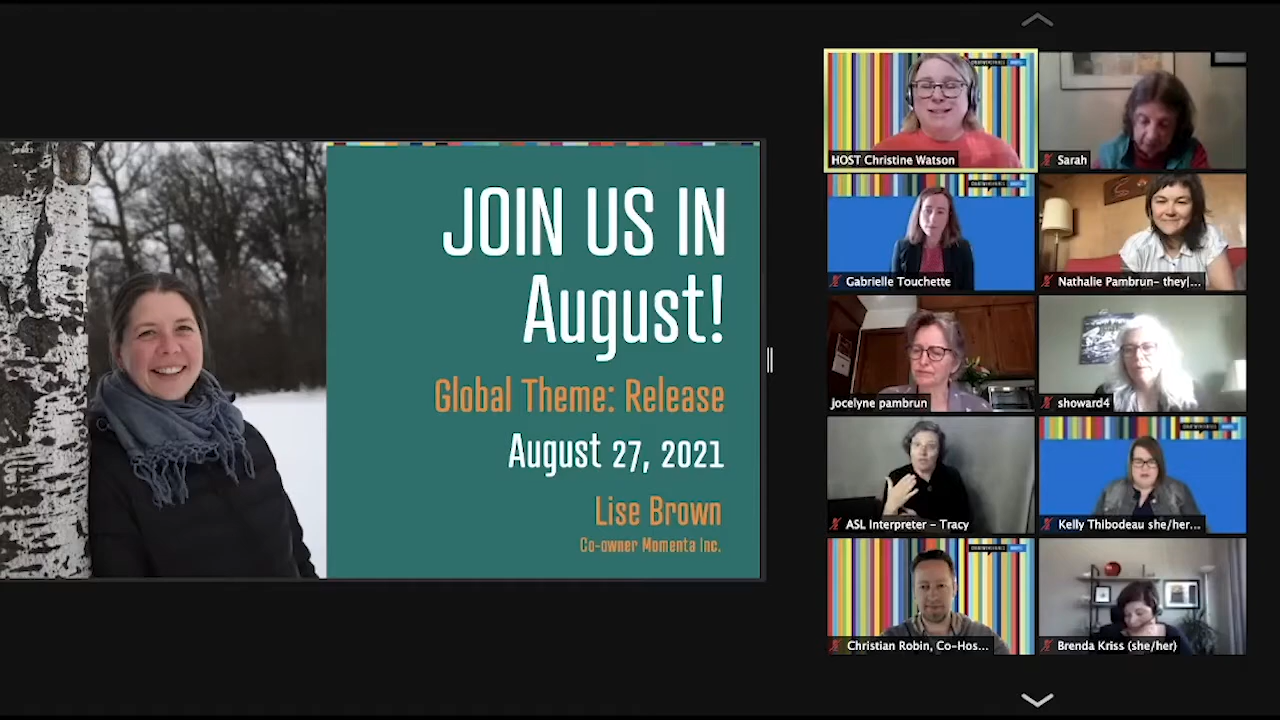 JOIN US IN
August!
Global Theme: Release
August 27, 2021
Lise Brown
Co-owner Momenta Inc.
HOST Christine Watson
Sarah
Gabrielle Touchette
Nathalie Pambrun– they|...
jocelyne pambrun
showard4
ASL Interpreter – Tracy
Kelly Thibodeau she/her...
Christian Robin, Co-Hos...
Brenda Kriss (she/her)